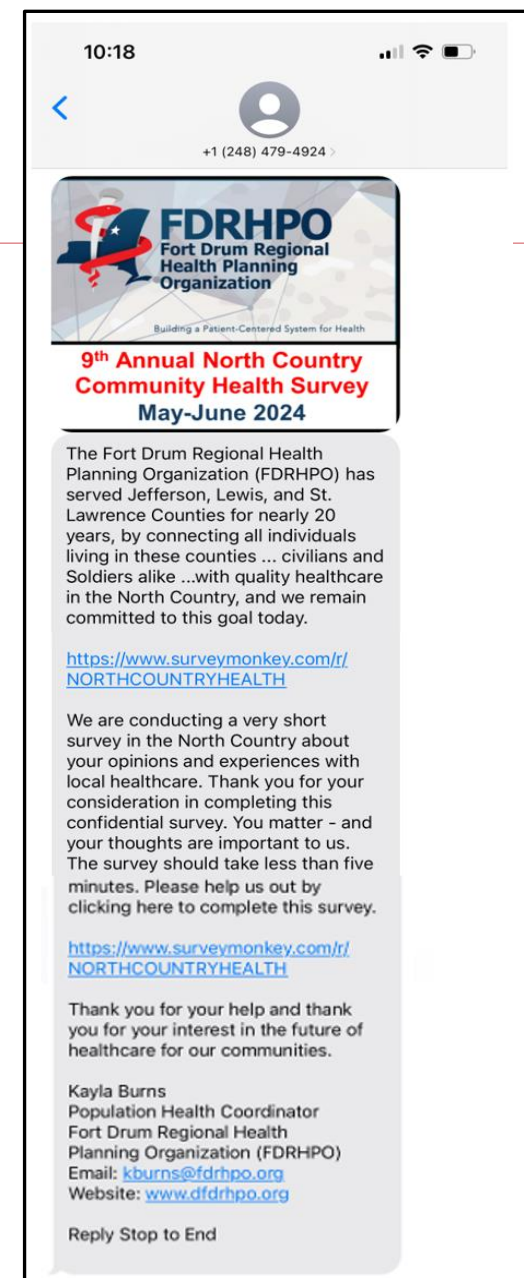 10:18
+1 (248) 479-4924 >
FDRHPO
Fort Drum Regional
Health Planning
Organization
Building a Patient-Centered System for Health
9th Annual North Country
Community Health Survey
May-June 2024
The Fort Drum Regional Health
Planning Organization (FDRHPO) has
served Jefferson, Lewis, and St.
Lawrence Counties for nearly 20
years, by connecting all individuals
living in these counties ... civilians and
Soldiers alike ...with quality healthcare
in the North Country, and we remain
committed to this goal today.
https://www.surveymonkey.com/r/
NORTHCOUNTRYHEALTH
We are conducting a very short
survey in the North Country about
your opinions and experiences with
local healthcare. Thank you for your
consideration in completing this
confidential survey. You matter – and
your thoughts are important to us.
The survey should take less than five
minutes. Please help us out by
clicking here to complete this survey.
https://www.surveymonkey.com/r/
NORTHCOUNTRYHEALTH
Thank you for your help and thank
you for your interest in the future of
healthcare for our communities.
Kayla Burns
Population Health Coordinator
Fort Drum Regional Health
Planning Organization (FDRHPO)
Email: kburns@fdrhpo.org
Website: www.dfdrhpo.org
Reply Stop to End